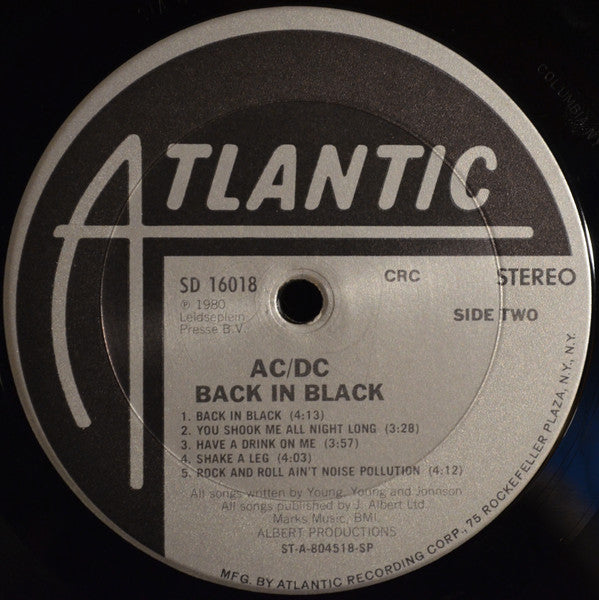 ATLANTIC
SD 16018
CRC
STEREO
℗ 1980
Leidseplein
Presse B.V.
SIDE TWO
AC/DC
BACK IN BLACK
1. BACK IN BLACK (4:13)
2. YOU SHOOK ME ALL NIGHT LONG (3:28)
3. HAVE A DRINK ON ME (3:57)
4. SHAKE A LEG (4:03)
5. ROCK AND ROLL AIN'T NOISE POLLUTION (4:12)
All songs written by Young, Young and Johnson
All songs published by J. Albert Ltd.
Marks Music, BMI
ALBERT PRODUCTIONS
ST-A-804518-SP
MFG. BY ATLANTIC RECORDING CORP., 75 ROCKEFELLER PLAZA, N.Y., N.Y.